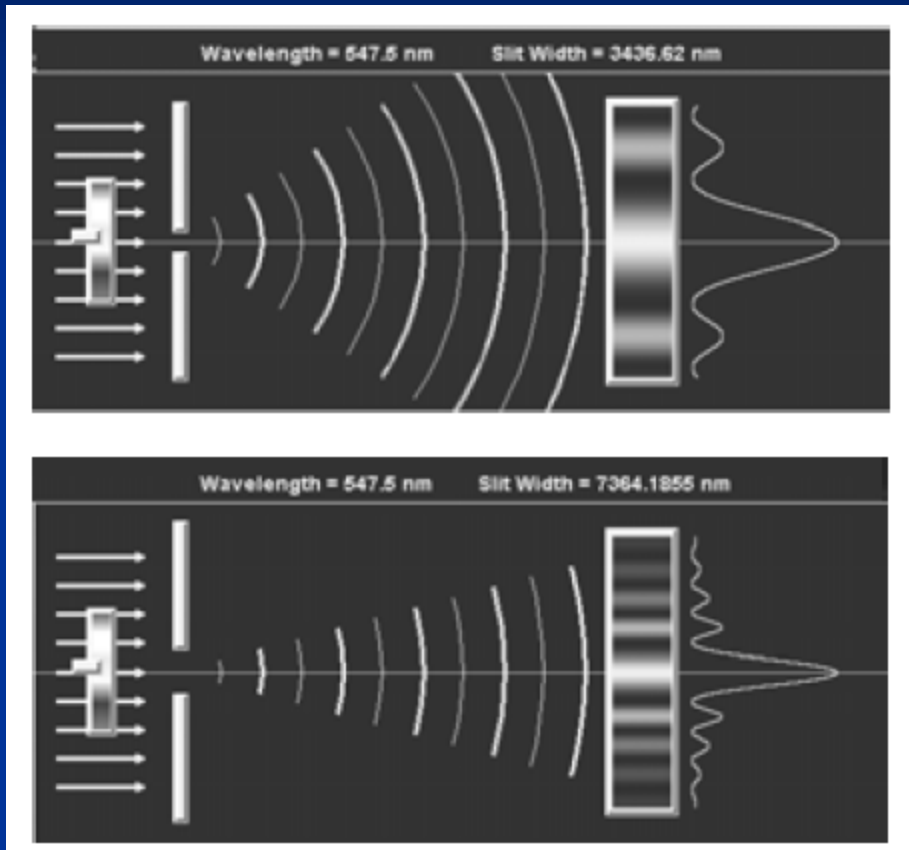 Wavelength = 547.5 nm Slit Width = 3436.62 nm
Wavelength = 547.5 nm Slit Width = 7364.1855 nm